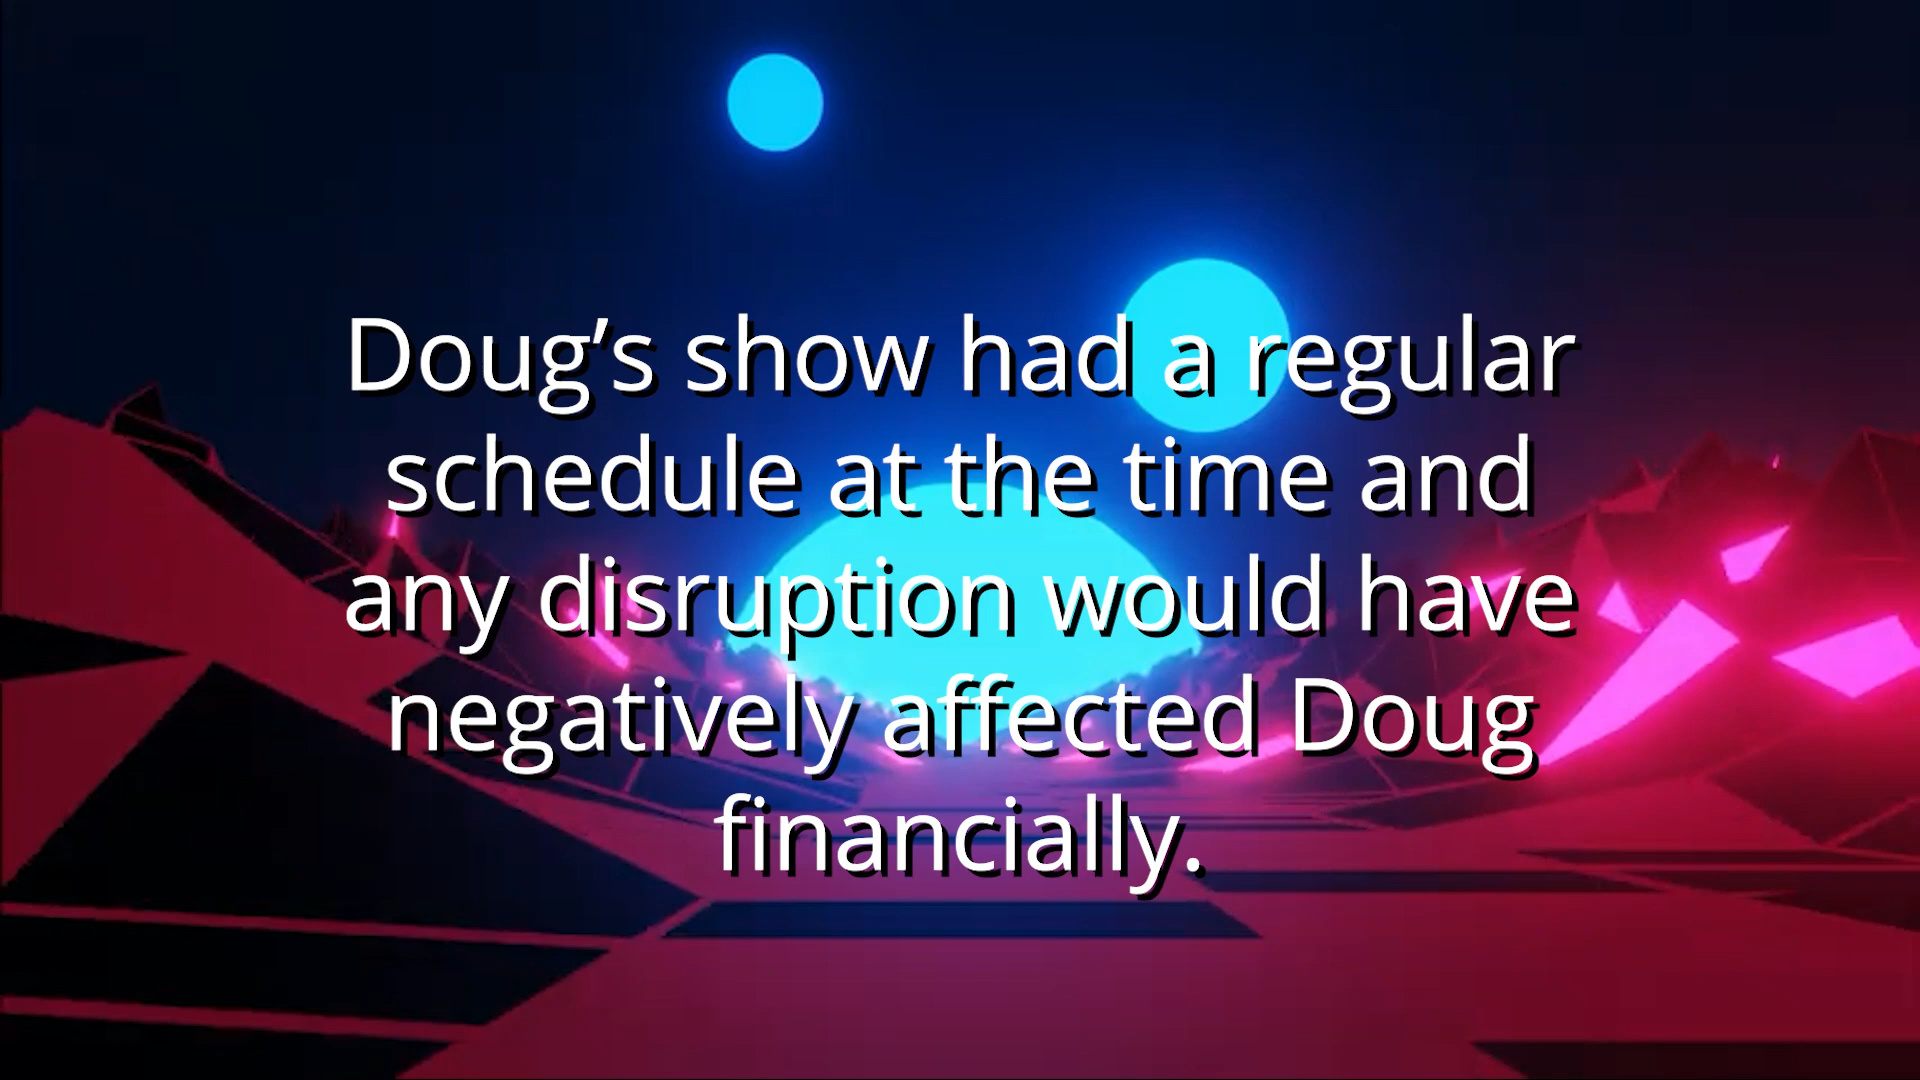 Doug’s show had a regular
schedule at the time and
any disruption would have
negatively affected Doug
financially.